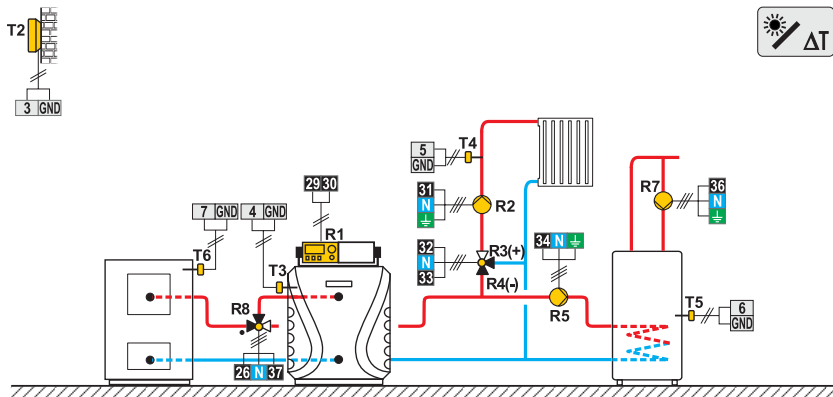 T2
3 GND
ΔT
5
GND
T4
31
N
R2
R7
36
N
29 30
7 GND
4 GND
R1
T6
T3
32
N
33
R3(+)
R4(-)
34 N
R8
R5
T5
6
GND
26 N 37